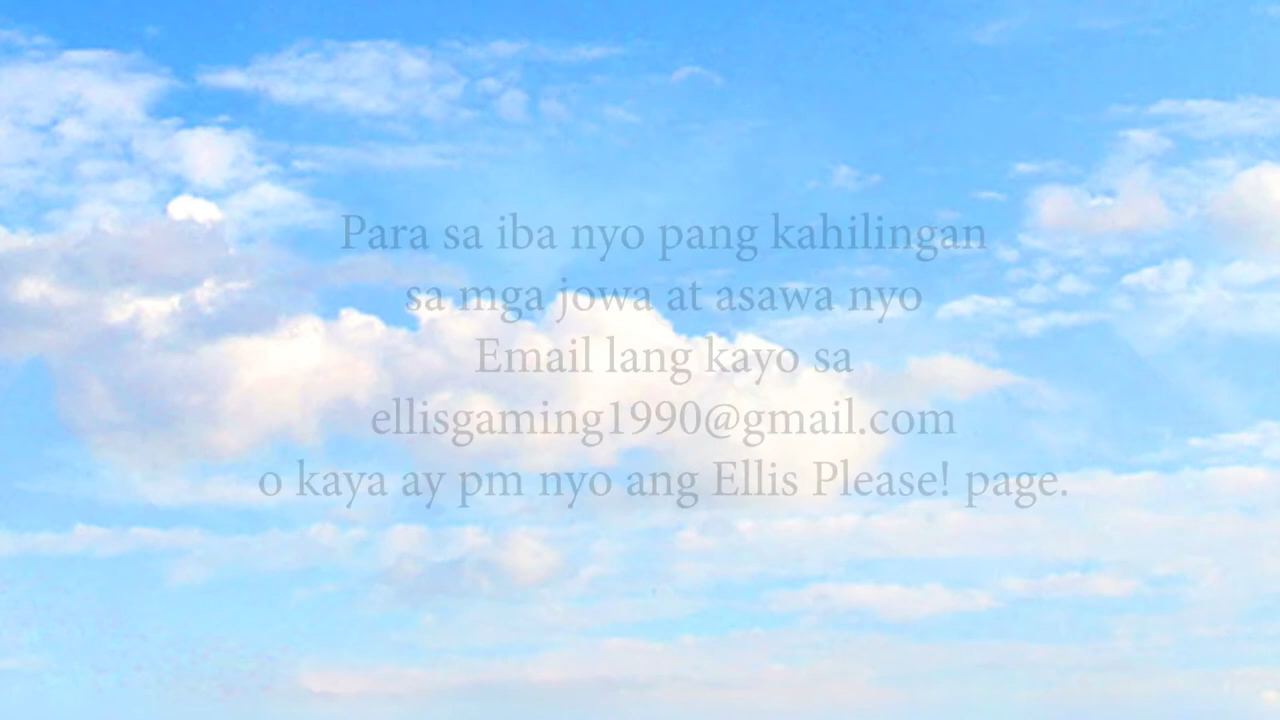 Para sa iba nyo pang kahilingan
sa mga jowa at asawa nyo
Email lang kayo sa
ellisgaming1990@gmail.com
o kaya ay pm nyo ang Ellis Please! page.